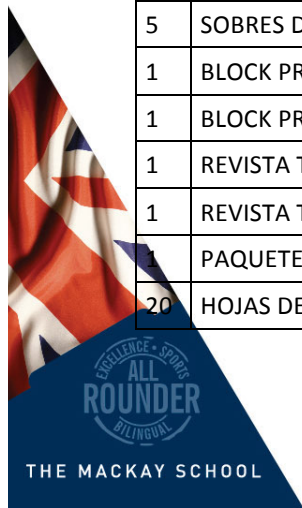 5 SOBRES D
1 BLOCK PR
1 BLOCK PR
1 REVISTA T
1 REVISTA T
1 PAQUETE
20 HOJAS DE
EXCELLENCE • SPORTS
ALL
ROUNDER
BILINGUAL
THE MACKAY SCHOOL